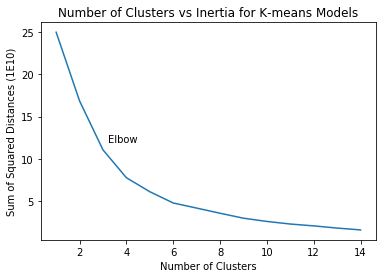 Number of Clusters vs Inertia for K-means Models
Sum of Squared Distances (1E10)
25
20
15
10
5
Elbow
2 4 6 8 10 12 14
Number of Clusters